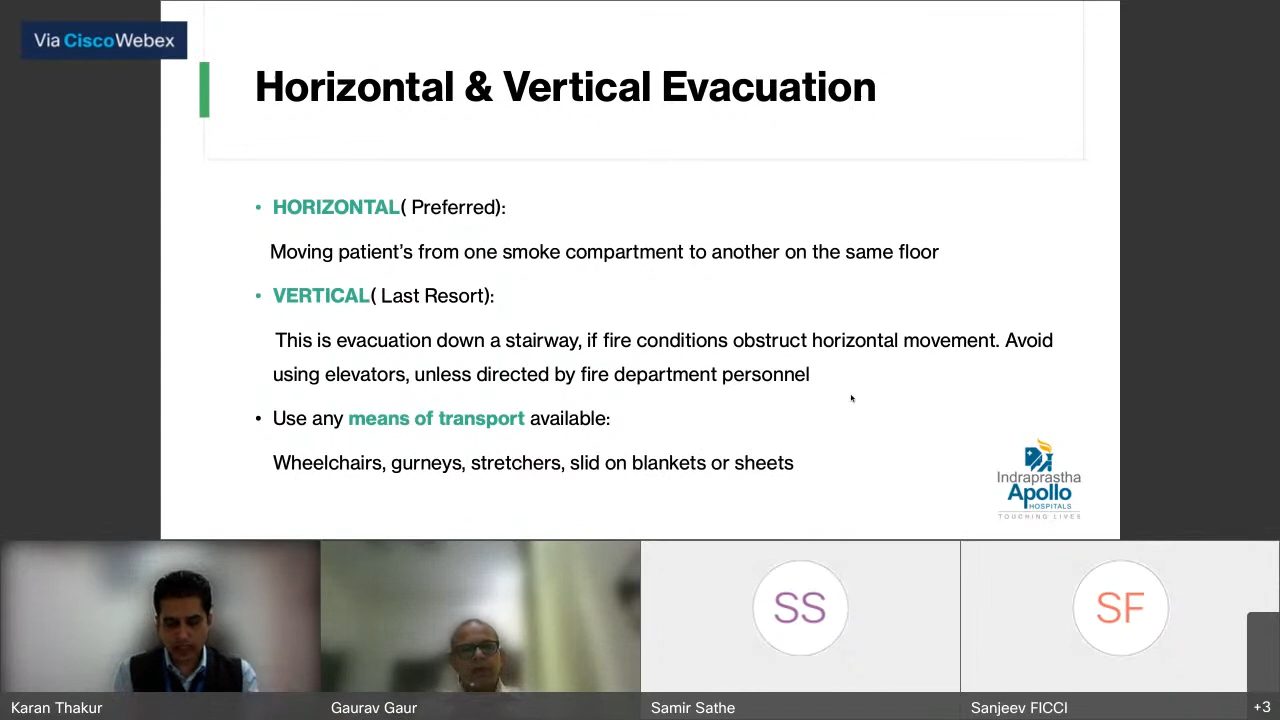 Via Cisco Webex
Horizontal & Vertical Evacuation
• HORIZONTAL( Preferred):
Moving patient’s from one smoke compartment to another on the same floor
• VERTICAL( Last Resort):
This is evacuation down a stairway, if fire conditions obstruct horizontal movement. Avoid
using elevators, unless directed by fire department personnel
• Use any means of transport available:
Wheelchairs, gurneys, stretchers, slid on blankets or sheets
Indraprastha
Apollo
HOSPITALS
TOUCHING LIVES
SS
SF
Karan Thakur
Gaurav Gaur
Samir Sathe
Sanjeev FICCI
+3